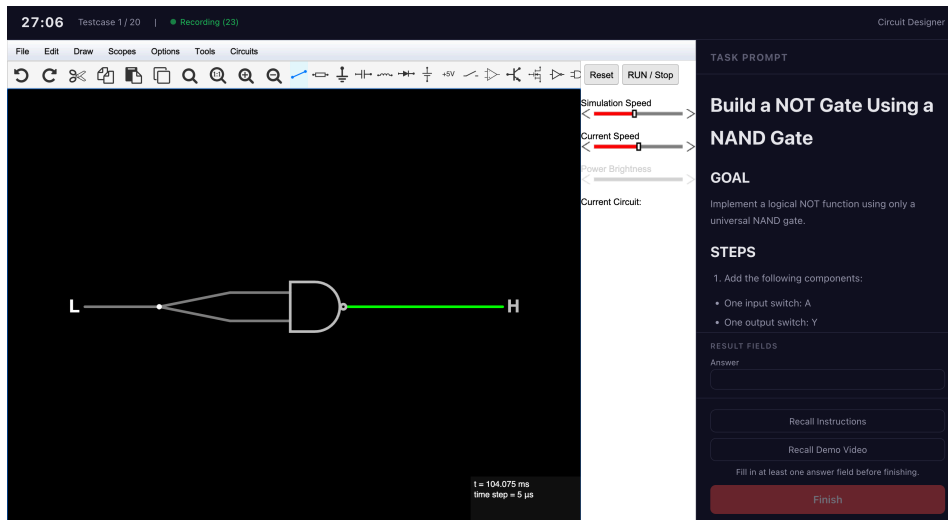 27:06 Testcase 1 / 20 | Recording (23) Circuit Designer
File Edit Draw Scopes Options Tools Circuits
1:1 +5V Reset RUN / Stop
Simulation Speed
Current Speed
Power Brightness
Current Circuit:
L H
t = 104.075 ms
time step = 5 µs
TASK PROMPT
Build a NOT Gate Using a
NAND Gate
GOAL
Implement a logical NOT function using only a
universal NAND gate.
STEPS
1. Add the following components:
• One input switch: A
• One output switch: Y
RESULT FIELDS
Answer
Recall Instructions
Recall Demo Video
Fill in at least one answer field before finishing.
Finish